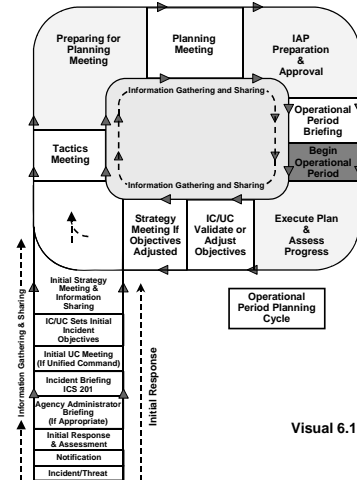 Preparing for
Planning
Meeting
Planning
Meeting
IAP
Preparation
&
Approval
Information Gathering and Sharing
Operational
Period
Briefing
Tactics
Meeting
Begin
Operational
Period
Information Gathering and Sharing
Strategy
Meeting If
Objectives
Adjusted
IC/UC
Validate or
Adjust
Objectives
Execute Plan
&
Assess
Progress
Information Gathering & Sharing
Initial Strategy
Meeting &
Information
Sharing
IC/UC Sets Initial
Incident
Objectives
Initial UC Meeting
(If Unified Command)
Incident Briefing
ICS 201
Agency Administrator
Briefing
(If Appropriate)
Initial Response
& Assessment
Notification
Incident/Threat
Initial Response
Operational
Period Planning
Cycle
Visual 6.1